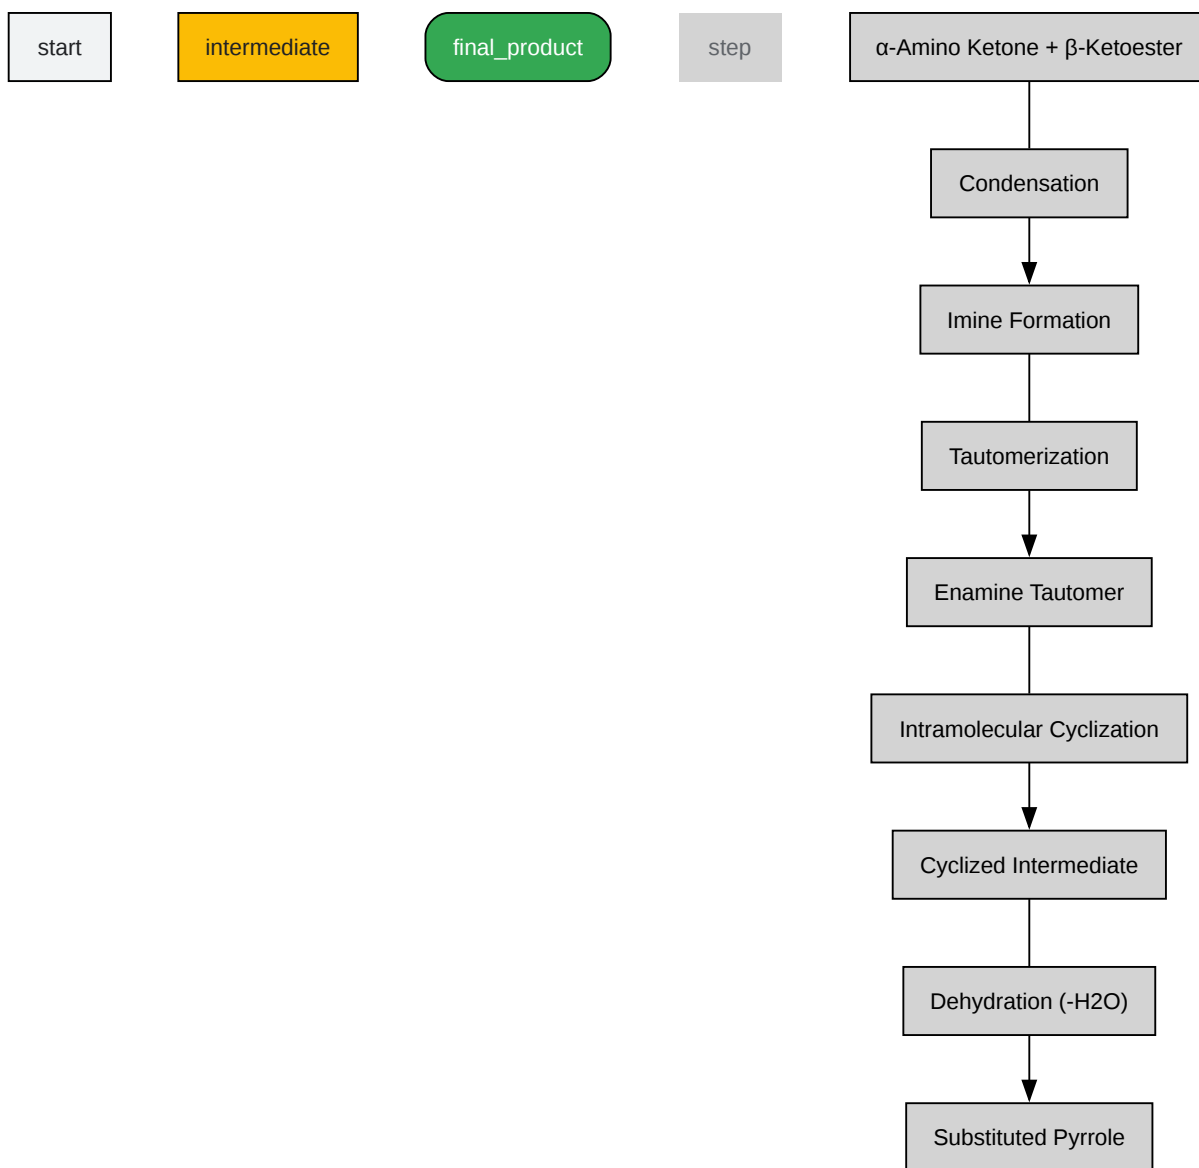 start
intermediate
final_product
step
α-Amino Ketone + β-Ketoester
Condensation
Imine Formation
Tautomerization
Enamine Tautomer
Intramolecular Cyclization
Cyclized Intermediate
Dehydration (-H2O)
Substituted Pyrrole